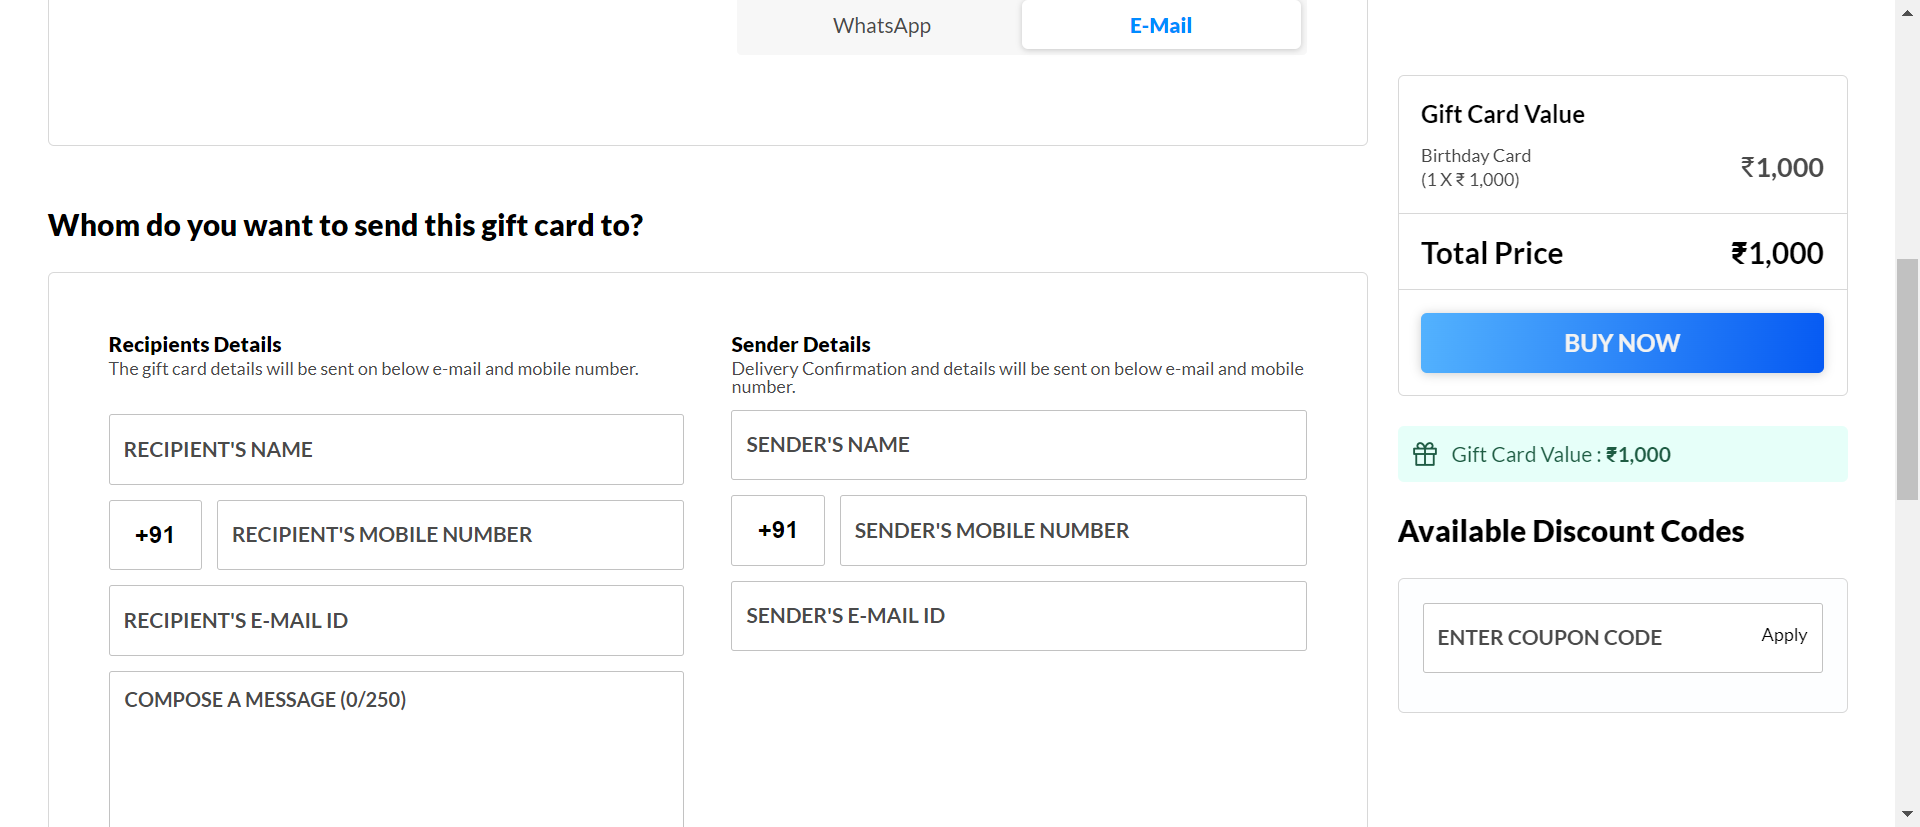 WhatsApp
E-Mail
Whom do you want to send this gift card to?
Recipients Details
The gift card details will be sent on below e-mail and mobile number.
RECIPIENT'S NAME
+91
RECIPIENT'S MOBILE NUMBER
RECIPIENT'S E-MAIL ID
COMPOSE A MESSAGE (0/250)
Sender Details
Delivery Confirmation and details will be sent on below e-mail and mobile
number.
SENDER'S NAME
+91
SENDER'S MOBILE NUMBER
SENDER'S E-MAIL ID
Gift Card Value
Birthday Card
(1 X ₹ 1,000)
₹1,000
Total Price
₹1,000
BUY NOW
Gift Card Value : ₹1,000
Available Discount Codes
ENTER COUPON CODE
Apply